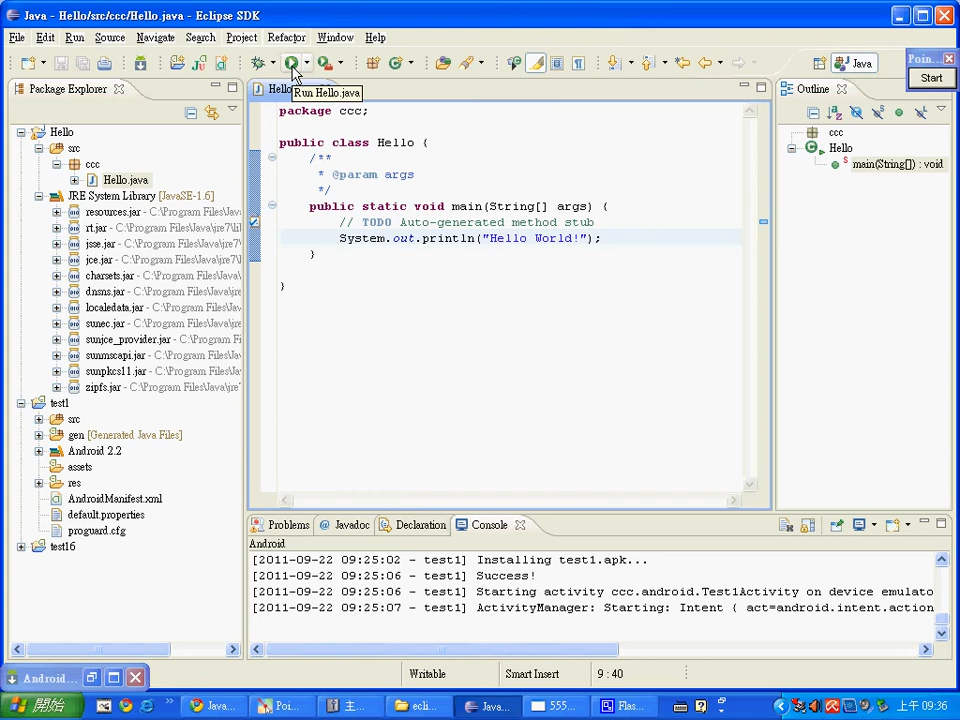 Java - Hello/src/ccc/Hello.java - Eclipse SDK
File Edit Run Source Navigate Search Project Refactor Window Help
Java
Poin...
Start
Package Explorer
Hello
src
ccc
Hello.java
JRE System Library [JavaSE-1.6]
resources.jar - C:\Program Files\Java\
rt.jar - C:\Program Files\Java\jre7\
jsse.jar - C:\Program Files\Java\jre7\
jce.jar - C:\Program Files\Java\jre7\
charsets.jar - C:\Program Files\Java\
dnsns.jar - C:\Program Files\Java\
localedata.jar - C:\Program Files\
sunec.jar - C:\Program Files\Java\
sunjce_provider.jar - C:\Program
sunmscapi.jar - C:\Program Files\
sunpkcs11.jar - C:\Program Files\
zipfs.jar - C:\Program Files\Java\jre
test1
src
gen [Generated Java Files]
Android 2.2
assets
res
AndroidManifest.xml
default.properties
proguard.cfg
test16
Hello
Run Hello.java
package ccc;
public class Hello {
/**
* @param args
*/
public static void main(String[] args) {
// TODO Auto-generated method stub
System.out.println("Hello World!");
}
}
Outline
ccc
Hello
main(String[]) : void
Problems @ Javadoc Declaration Console
Android
[2011-09-22 09:25:02 - test1] Installing test1.apk...
[2011-09-22 09:25:06 - test1] Success!
[2011-09-22 09:25:06 - test1] Starting activity ccc.android.Test1Activity on device emulato
[2011-09-22 09:25:07 - test1] ActivityManager: Starting: Intent { act=android.intent.action
Android...
Writable Smart Insert 9 : 40
開始 Java... Poi... 主... ecli... Java... 555... Flas... 上午 09:36